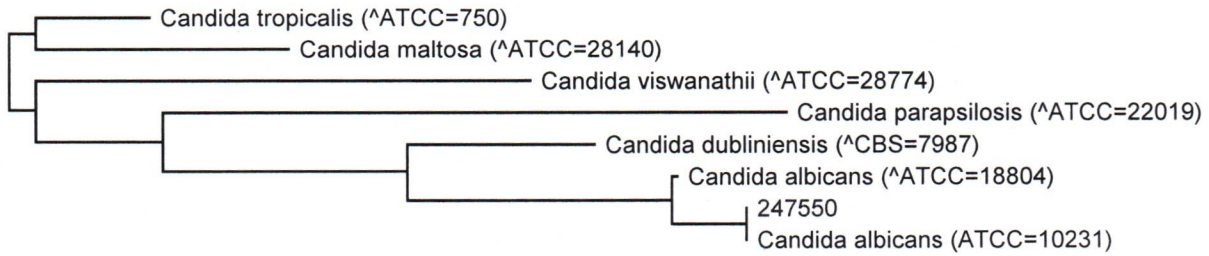 Candida tropicalis (^ATCC=750)
Candida maltosa (^ATCC=28140)
Candida viswanathii (^ATCC=28774)
Candida parapsilosis (^ATCC=22019)
Candida dubliniensis (^CBS=7987)
Candida albicans (^ATCC=18804)
247550
Candida albicans (ATCC=10231)